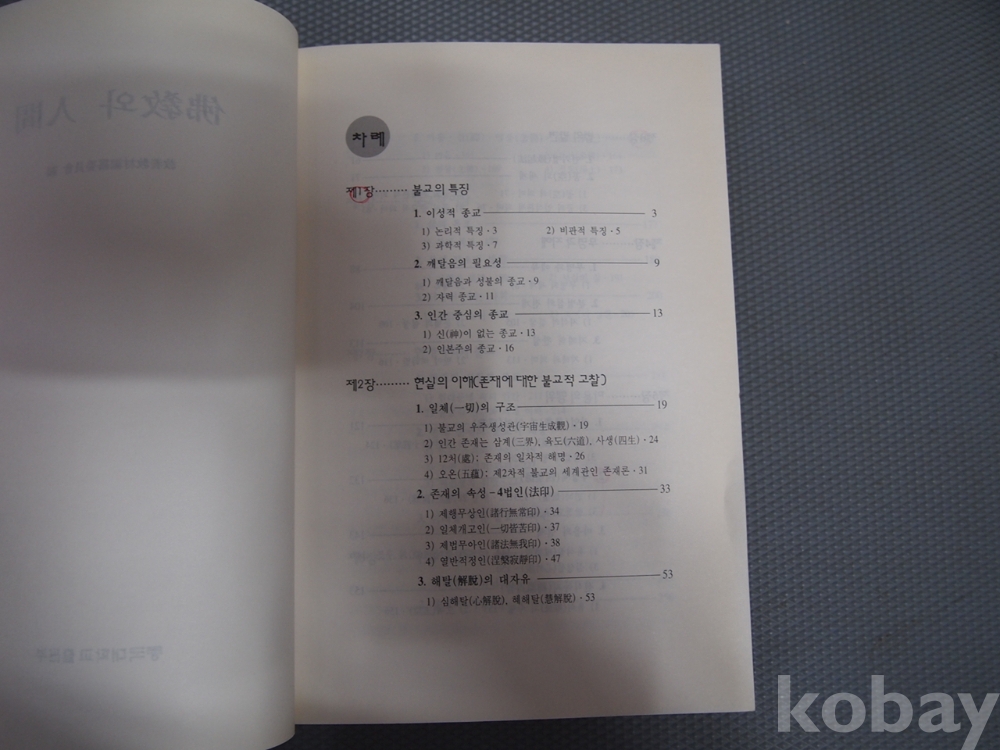 차례
제1장········· 불교의 특징
1. 이성적 종교 3
1) 논리적 특징·3 2) 비관적 특징·5
3) 과학적 특징·7
2. 깨달음의 필요성 9
1) 깨달음과 성불의 종교·9
2) 자력 종교·11
3. 인간 중심의 종교 13
1) 신(神)이 없는 종교·13
2) 인본주의 종교·16
제2장········· 현실의 이해(존재에 대한 불교적 고찰)
1. 일체(一切)의 구조 19
1) 불교의 우주생성관(宇宙生成觀)·19
2) 인간 존재는 삼계(三界), 육도(六道), 사생(四生)·24
3) 12처(處): 존재의 일차적 해명·26
4) 오온(五蘊): 제2차적 불교의 세계관인 존재론·31
2. 존재의 속성-4법인(法印) 33
1) 제행무상인(諸行無常印)·34
2) 일체개고인(一切皆苦印)·37
3) 제법무아인(諸法無我印)·38
4) 열반적정인(涅槃寂靜印)·47
3. 해탈(解脫)의 대자유 53
1) 심해탈(心解脫), 혜해탈(慧解脫)·53
佛敎와 人間
동국대학교 출판부
kobay